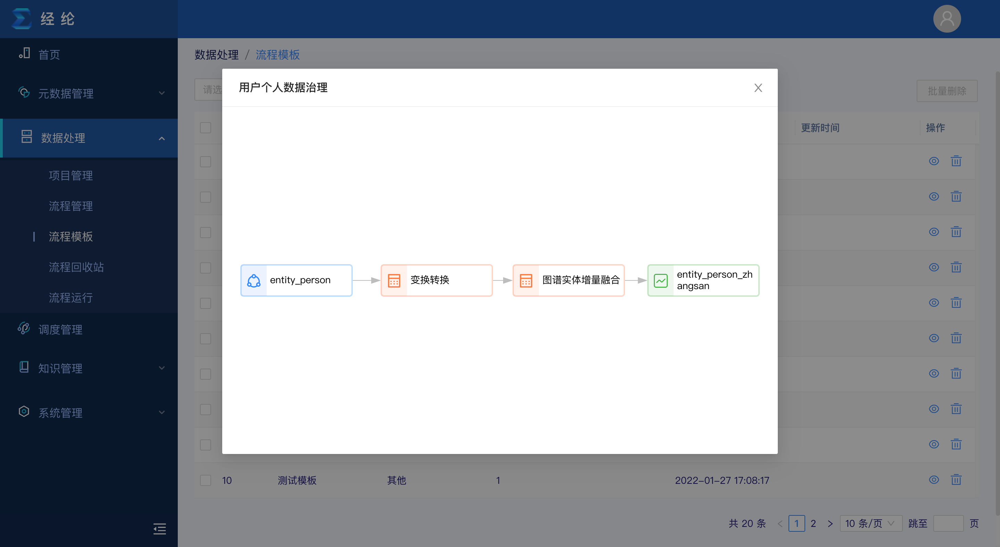 经纶
首页
元数据管理
数据处理
项目管理
流程管理
流程模板
流程回收站
流程运行
调度管理
知识管理
系统管理
数据处理 / 流程模板
请选
批量删除
更新时间
操作
用户个人数据治理
entity_person
变换转换
图谱实体增量融合
entity_person_zh
angsan
10 测试模板 其他 1 2022-01-27 17:08:17
共 20 条 < 1 2 > 10 条/页 跳至 页